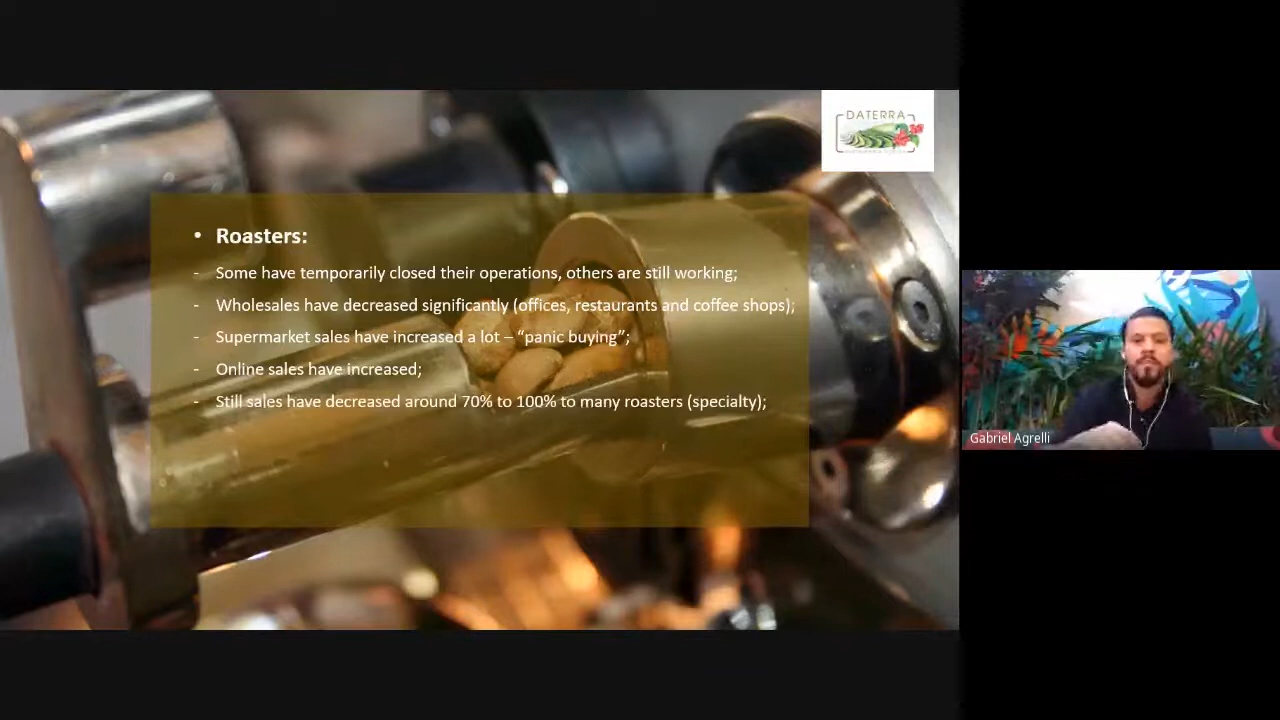 DATERRA
• Roasters:
- Some have temporarily closed their operations, others are still working;
- Wholesales have decreased significantly (offices, restaurants and coffee shops);
- Supermarket sales have increased a lot – “panic buying”;
- Online sales have increased;
- Still sales have decreased around 70% to 100% to many roasters (specialty);
Gabriel Agrelli